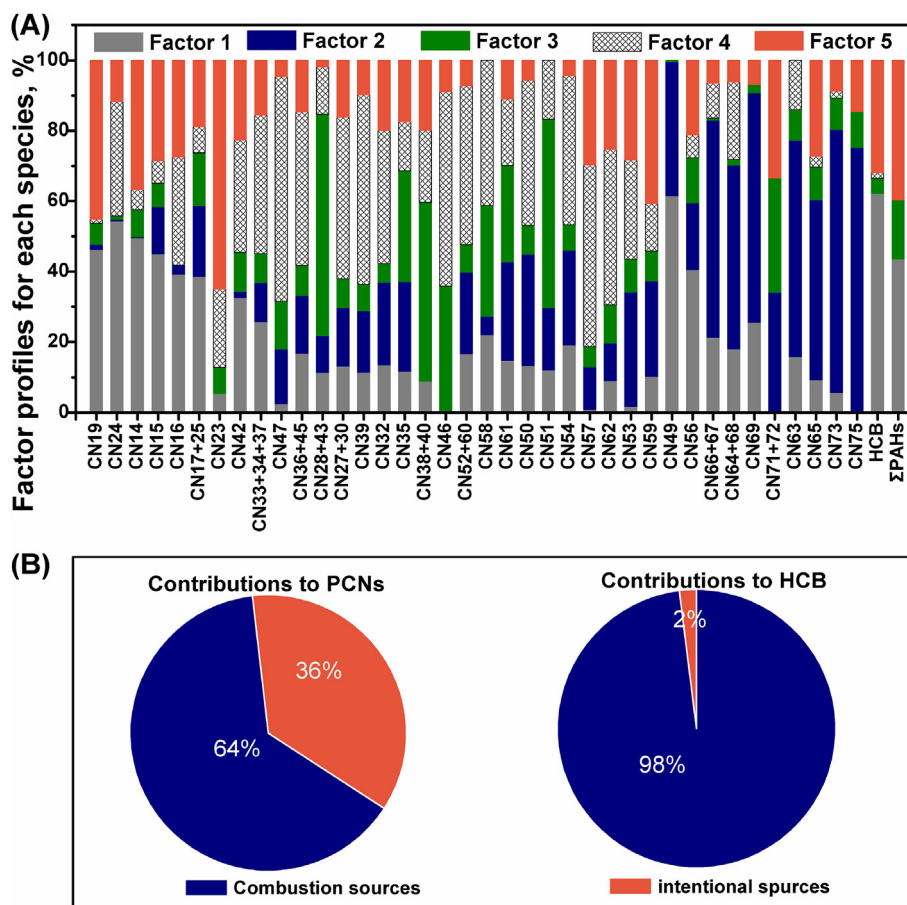 (A)
Factor 1 Factor 2 Factor 3 Factor 4 Factor 5
Factor profiles for each species, %
100
80
60
40
20
0
CN19
CN24
CN14
CN15
CN16
CN17+25
CN23
CN42
CN33+34+37
CN47
CN36+45
CN28+43
CN27+30
CN39
CN32
CN35
CN38+40
CN46
CN52+60
CN58
CN61
CN50
CN51
CN54
CN57
CN62
CN53
CN59
CN49
CN56
CN66+67
CN64+68
CN69
CN71+72
CN63
CN65
CN73
CN75
HCB
ΣPAHs
(B)
Contributions to PCNs
36%
64%
Contributions to HCB
2%
98%
Combustion sources
intentional spurces